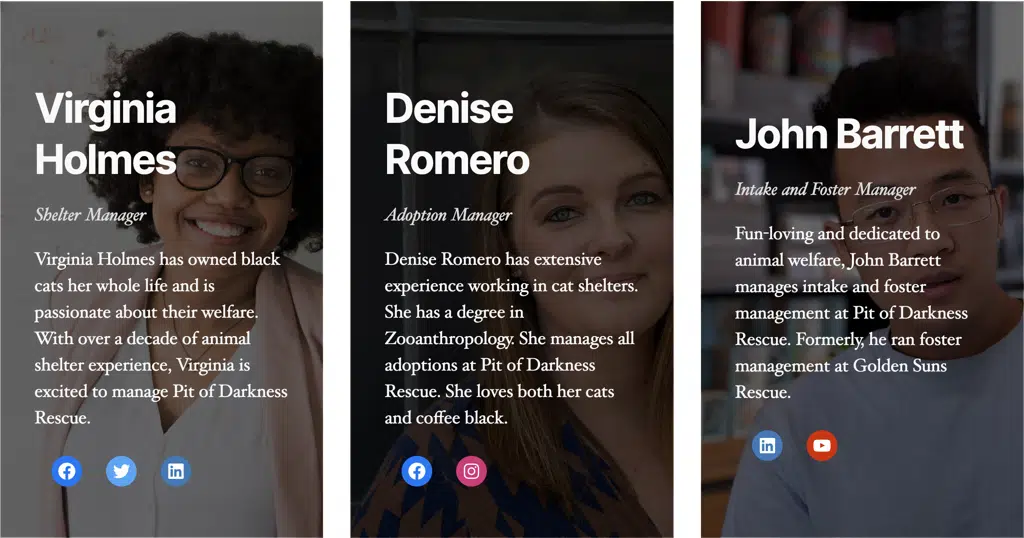 Virginia
Holmes
Shelter Manager
Virginia Holmes has owned black
cats her whole life and is
passionate about their welfare.
With over a decade of animal
shelter experience, Virginia is
excited to manage Pit of Darkness
Rescue.
Denise
Romero
Adoption Manager
Denise Romero has extensive
experience working in cat shelters.
She has a degree in
Zooanthropology. She manages all
adoptions at Pit of Darkness
Rescue. She loves both her cats
and coffee black.
John Barrett
Intake and Foster Manager
Fun-loving and dedicated to
animal welfare, John Barrett
manages intake and foster
management at Pit of Darkness
Rescue. Formerly, he ran foster
management at Golden Suns
Rescue.